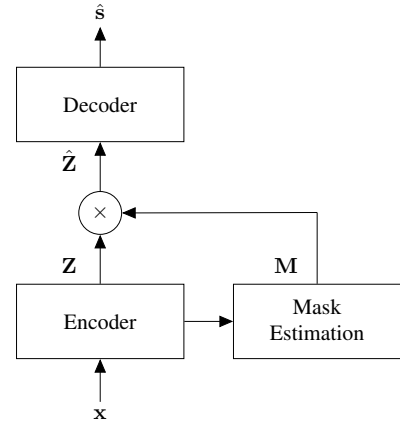 ŝ
Decoder
Ẑ
×
Z
M
Encoder
Mask
Estimation
x